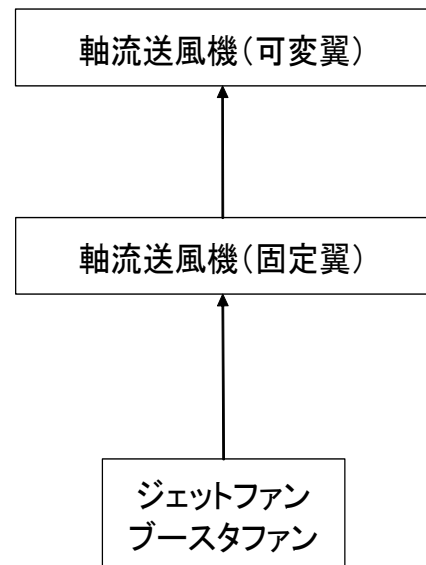 軸流送風機（可変翼）
軸流送風機（固定翼）
ジェットファン
ブースタファン